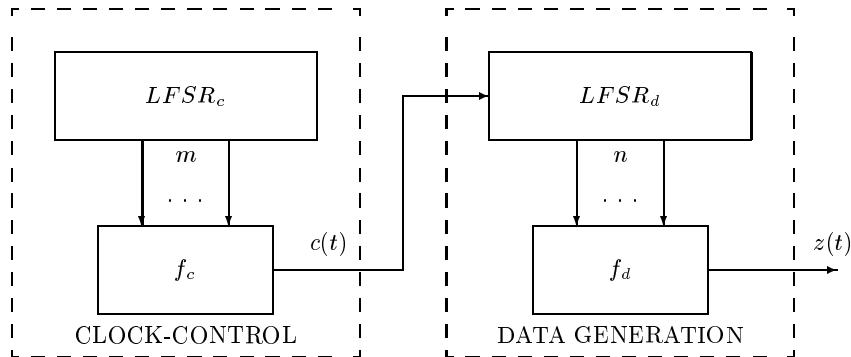 LFSR_c
m
. . .
f_c
c(t)
CLOCK-CONTROL
LFSR_d
n
. . .
f_d
z(t)
DATA GENERATION